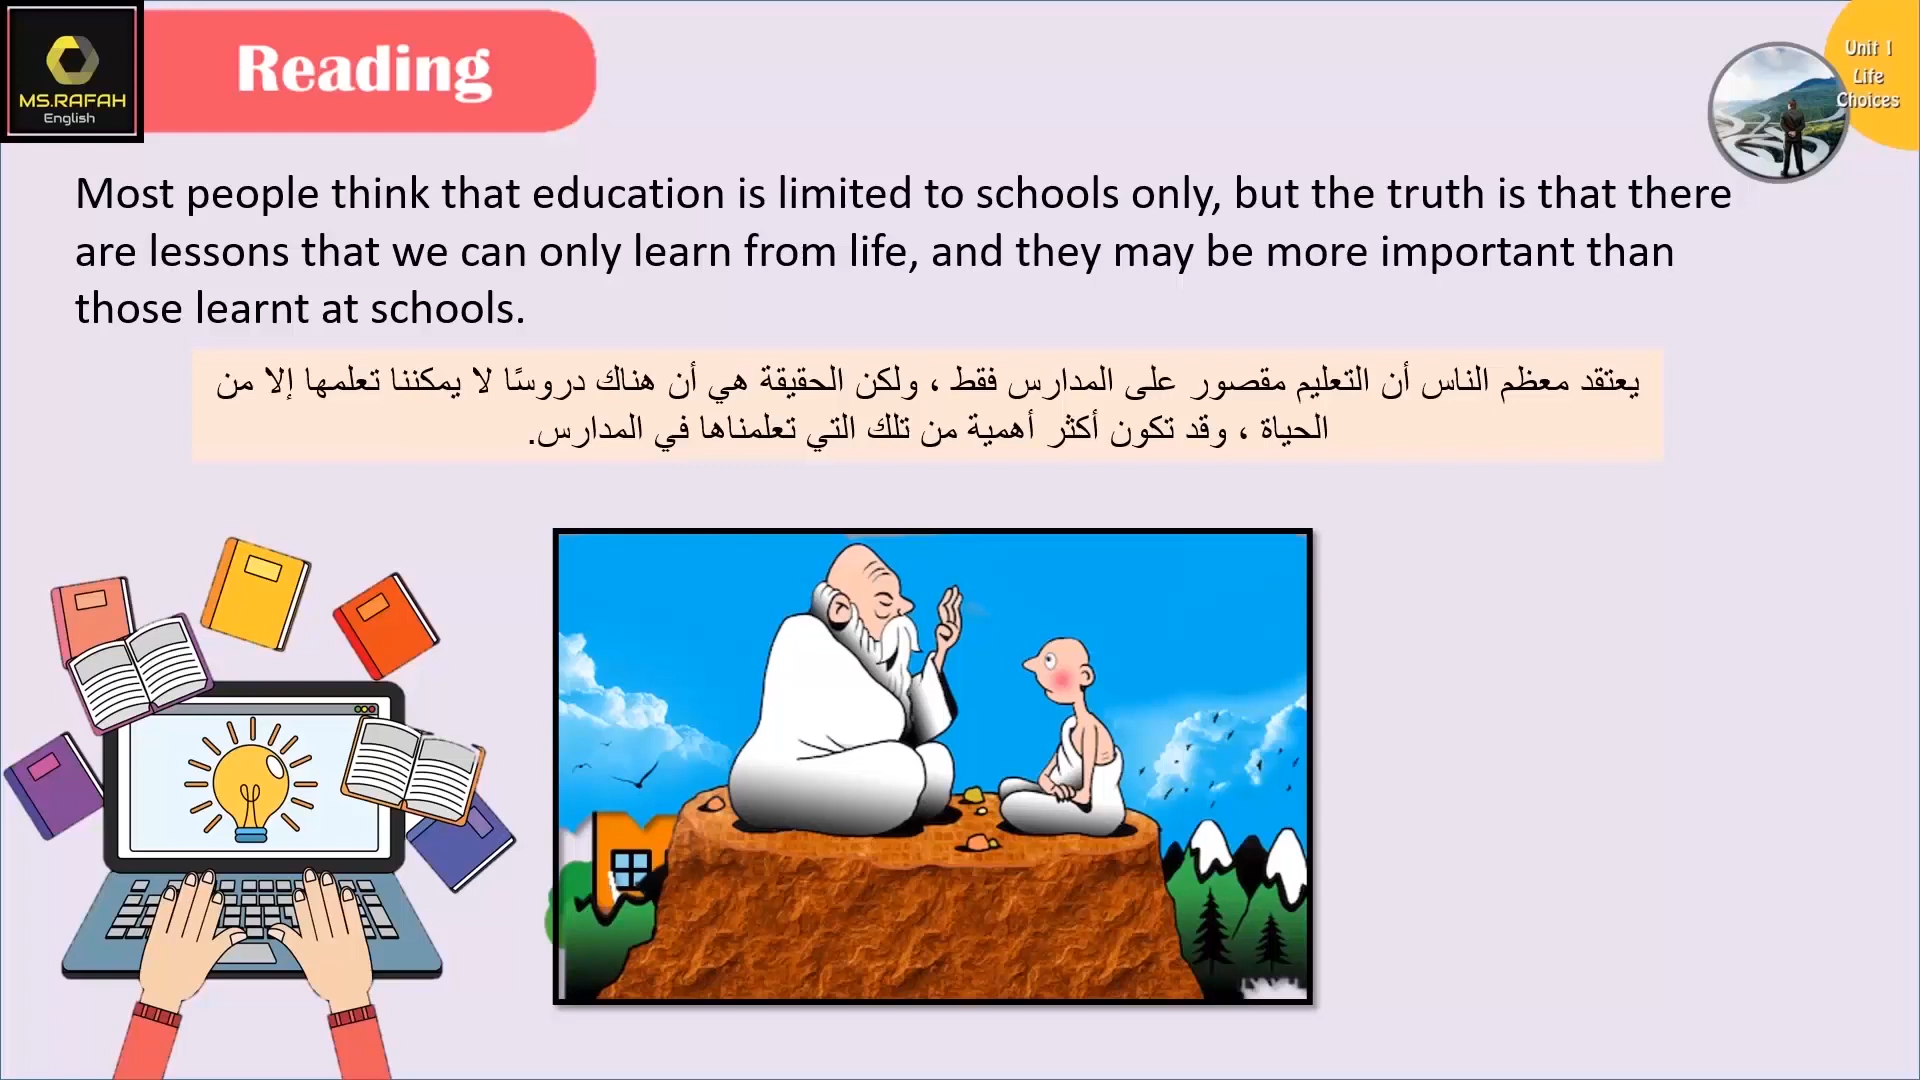 MS.RAFAH
English
Reading
Unit 1
Life
Choices
Most people think that education is limited to schools only, but the truth is that there
are lessons that we can only learn from life, and they may be more important than
those learnt at schools.
يعتقد معظم الناس أن التعليم مقصور على المدارس فقط ، ولكن الحقيقة هي أن هناك دروسًا لا يمكننا تعلمها إلا من
الحياة ، وقد تكون أكثر أهمية من تلك التي تعلمناها في المدارس.